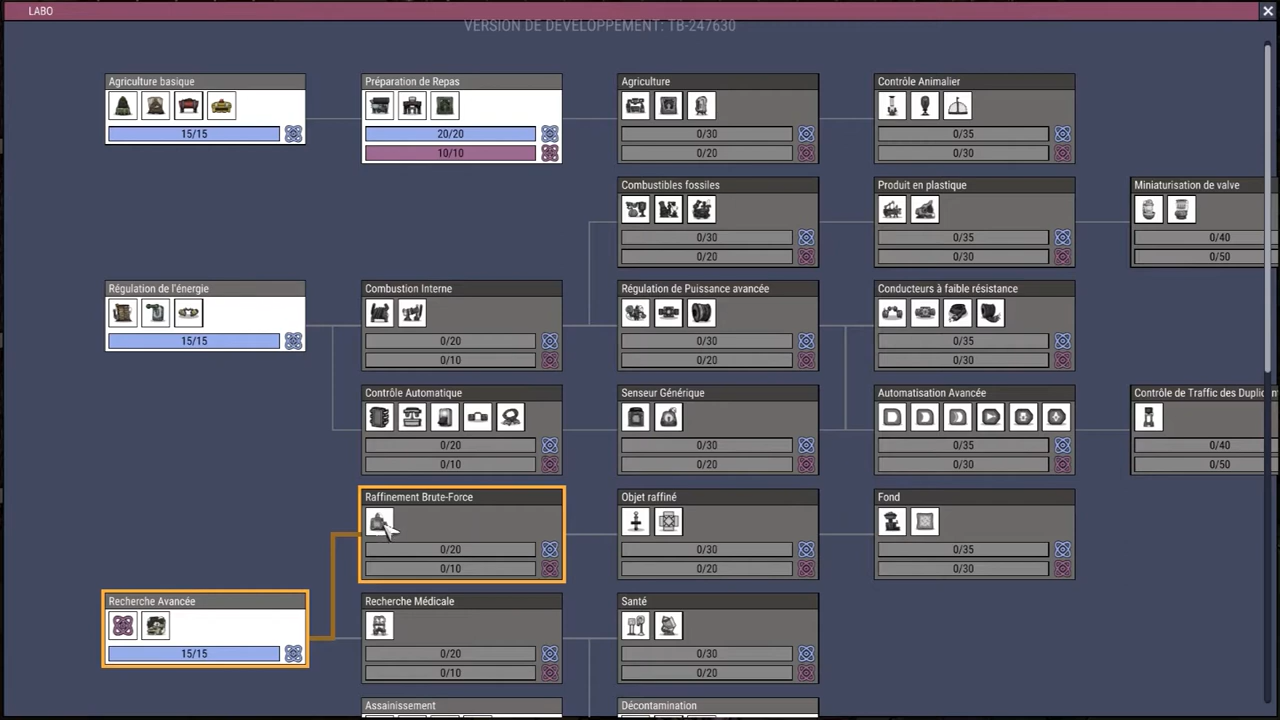 LABO
VERSION DE DEVELOPPEMENT: TB-247630
Agriculture basique
15/15
Préparation de Repas
20/20
10/10
Agriculture
0/30
0/20
Contrôle Animalier
0/35
0/30
Combustibles fossiles
0/30
0/20
Produit en plastique
0/35
0/30
Miniaturisation de valve
0/40
0/50
Régulation de l'énergie
15/15
Combustion Interne
0/20
0/10
Régulation de Puissance avancée
0/30
0/20
Conducteurs à faible résistance
0/35
0/30
Contrôle Automatique
0/20
0/10
Senseur Générique
0/30
0/20
Automatisation Avancée
0/35
0/30
Contrôle de Traffic des Duplic
0/40
0/50
Raffinement Brute-Force
0/20
0/10
Objet raffiné
0/30
0/20
Fond
0/35
0/30
Recherche Avancée
15/15
Recherche Médicale
0/20
0/10
Santé
0/30
0/20
Assainissement
Décontamination